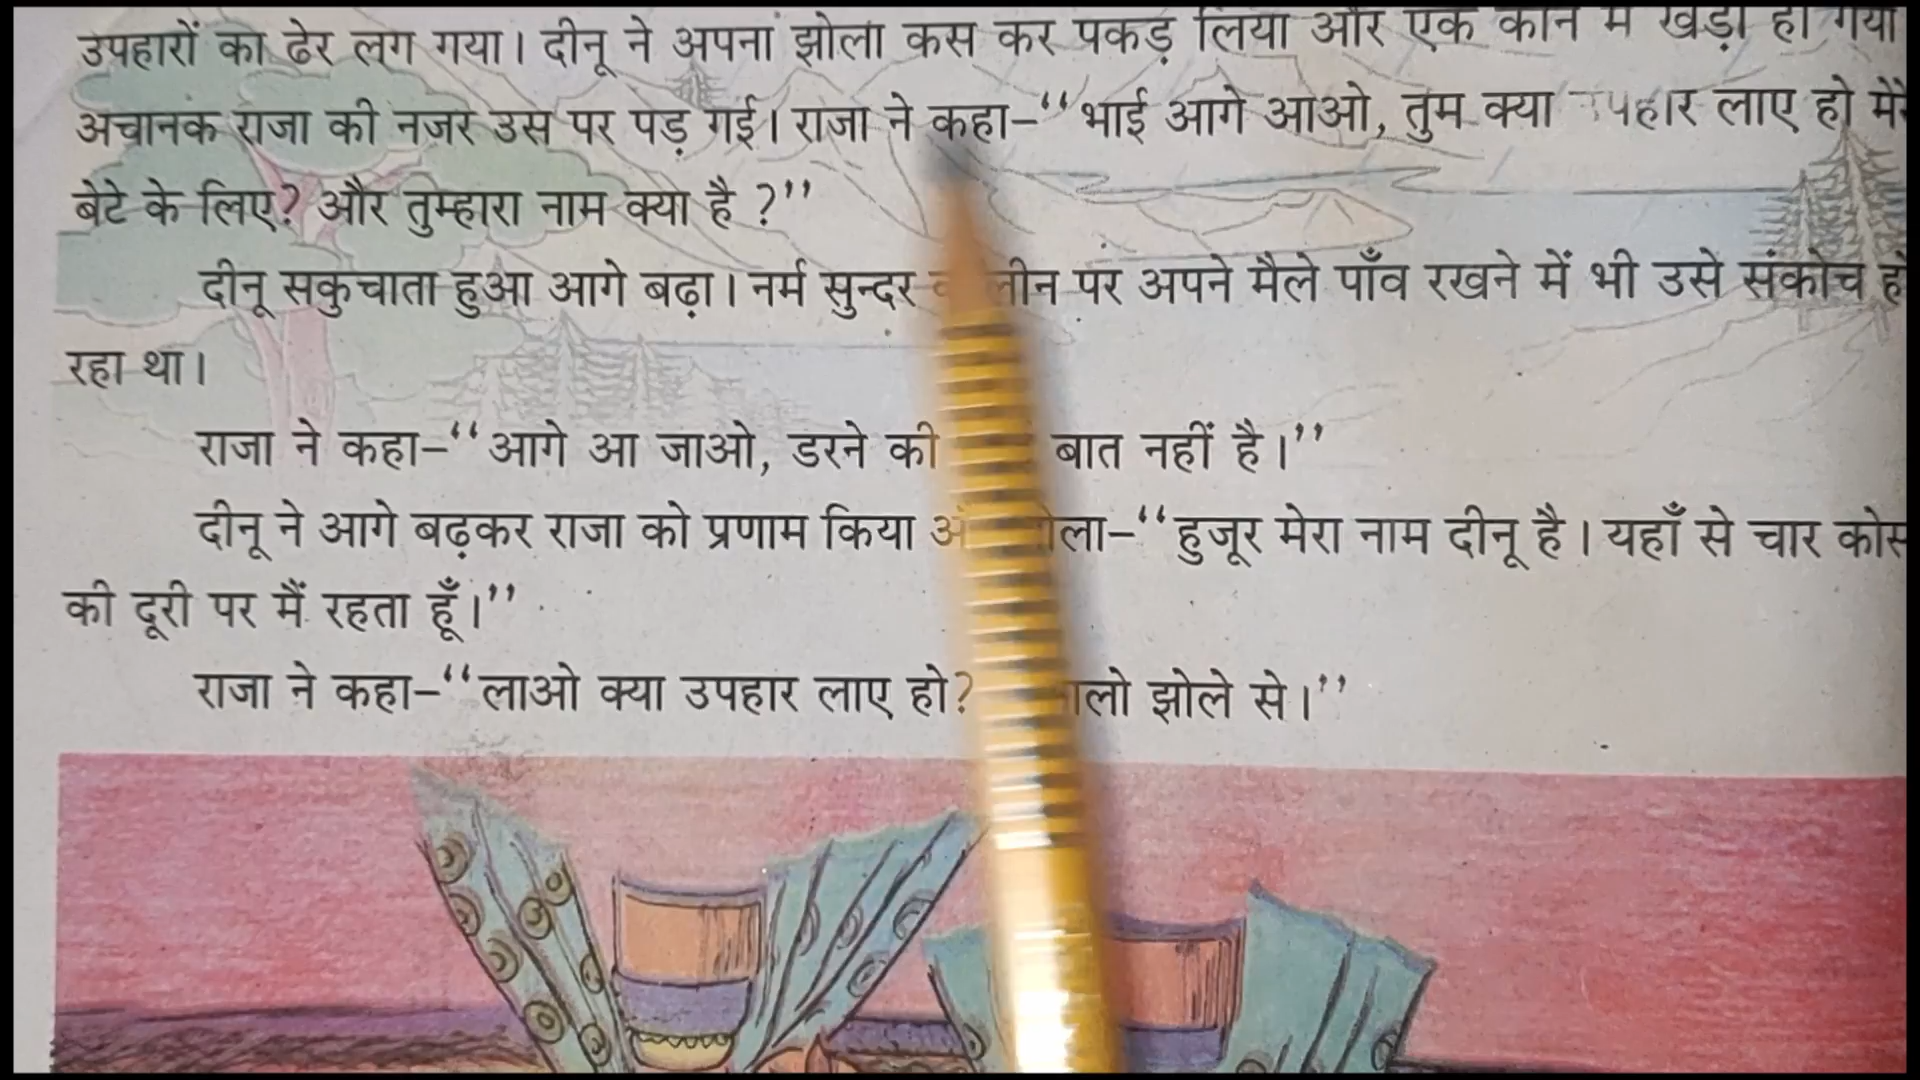 उपहारों का ढेर लग गया। दीनू ने अपना झोला कस कर पकड़ लिया और एक कोने में खड़ा हो गया
अचानक राजा की नजर उस पर पड़ गई। राजा ने कहा–“भाई आगे आओ, तुम क्या उपहार लाए हो मेरे
बेटे के लिए? और तुम्हारा नाम क्या है ?”
दीनू सकुचाता हुआ आगे बढ़ा। नर्म सुन्दर पर अपने मैले पाँव रखने में भी उसे संकोच हो
रहा था।
राजा ने कहा–“आगे आ जाओ, डरने की बात नहीं है।”
दीनू ने आगे बढ़कर राजा को प्रणाम किया “हुजूर मेरा नाम दीनू है। यहाँ से चार कोस
की दूरी पर मैं रहता हूँ।”
राजा ने कहा–“लाओ क्या उपहार लाए हो? झोले से।”